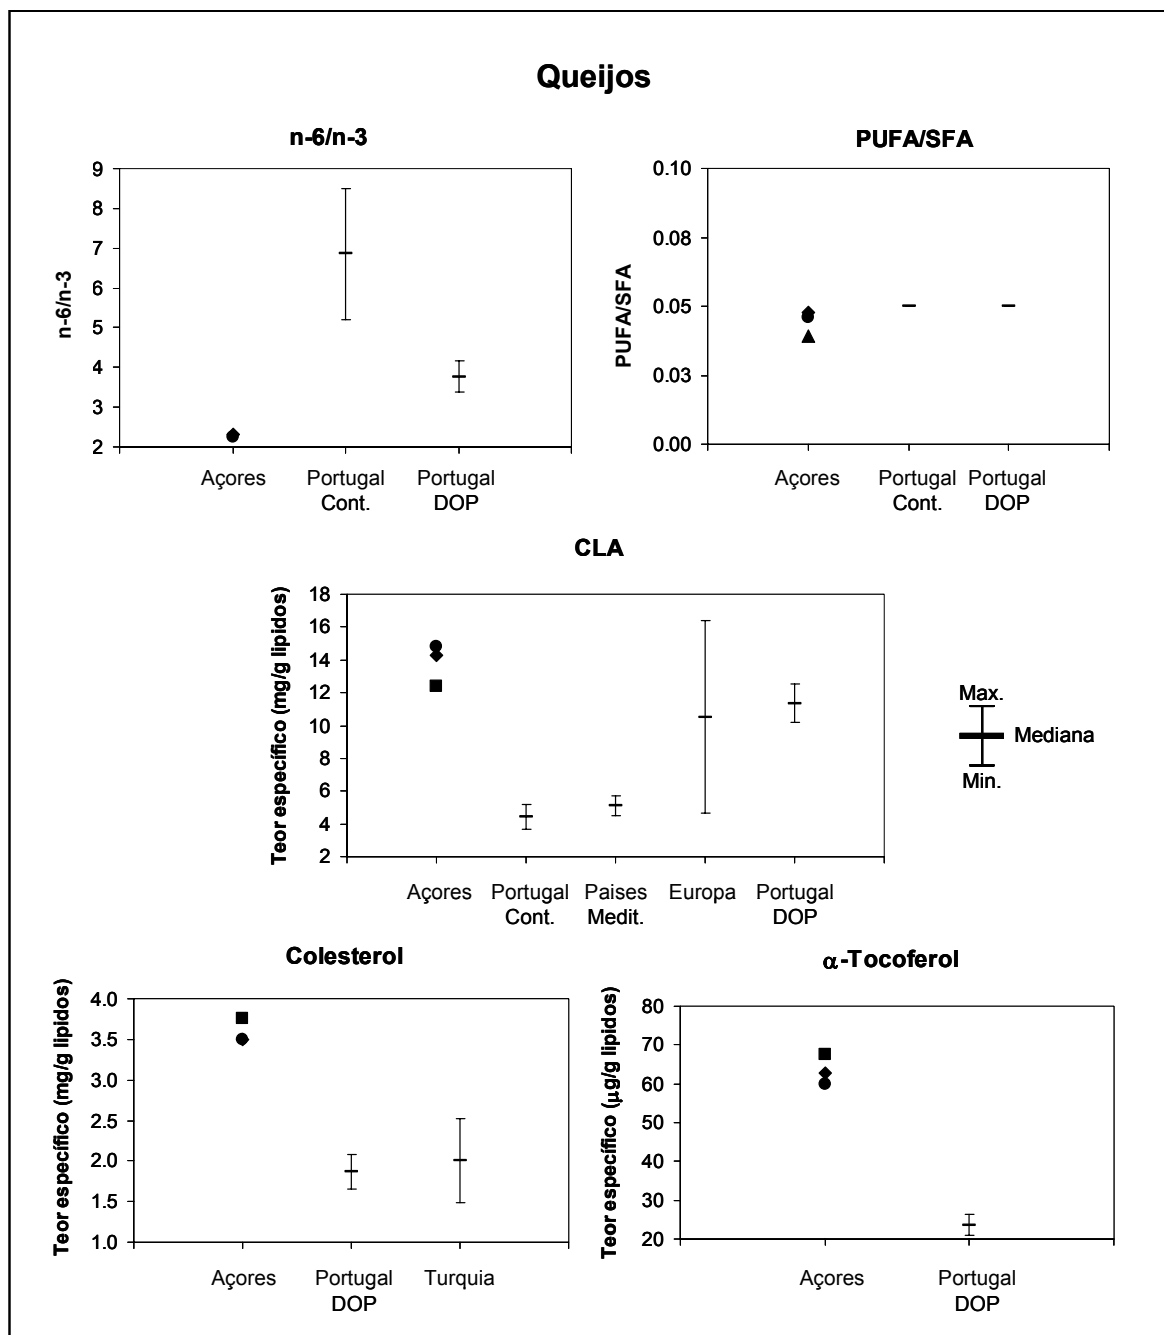 Queijos
n-6/n-3
9
8
7
6
5
4
3
2
n-6/n-3
Açores
Portugal
Cont.
Portugal
DOP
PUFA/SFA
0.10
0.08
0.05
0.03
0.00
PUFA/SFA
Açores
Portugal
Cont.
Portugal
DOP
CLA
18
16
14
12
10
8
6
4
2
Teor específico (mg/g lipidos)
Açores
Portugal
Cont.
Paises
Medit.
Europa
Portugal
DOP
Max.
Mediana
Min.
Colesterol
4.0
3.5
3.0
2.5
2.0
1.5
1.0
Teor específico (mg/g lipidos)
Açores
Portugal
DOP
Turquia
α-Tocoferol
80
70
60
50
40
30
20
Teor específico (μg/g lipidos)
Açores
Portugal
DOP